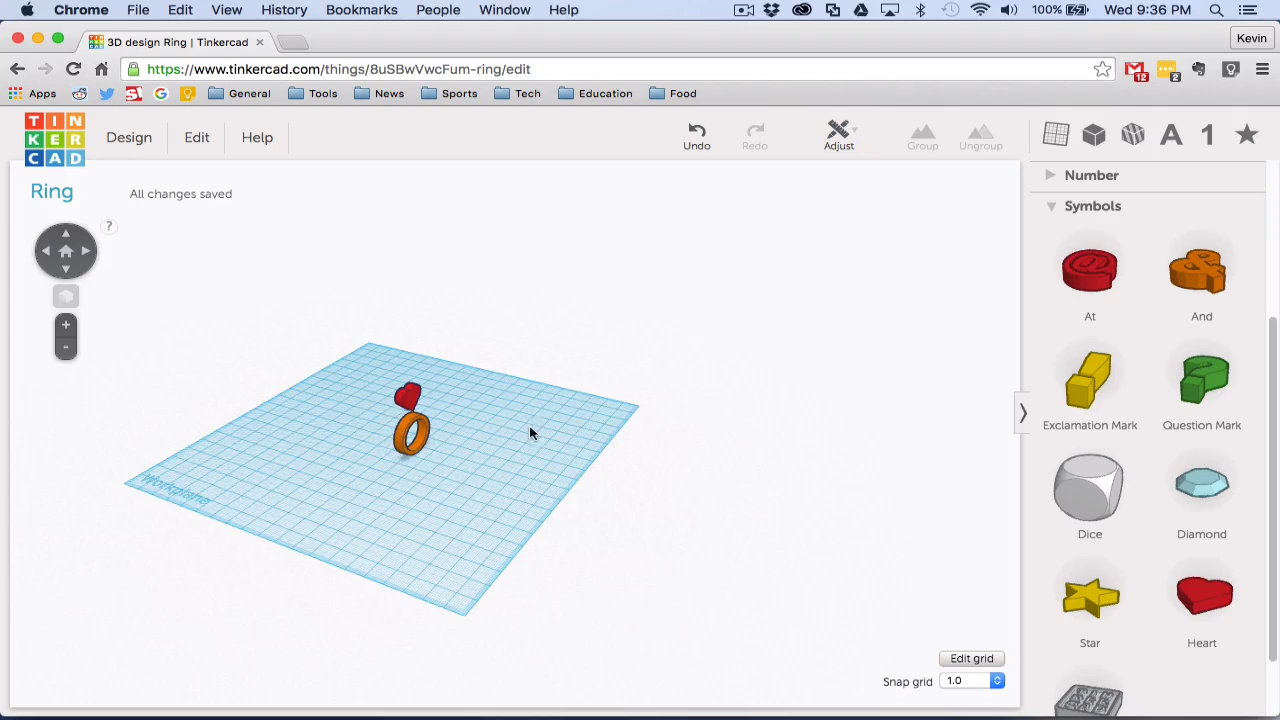 Chrome File Edit View History Bookmarks People Window Help 100% Wed 9:36 PM
3D design Ring | Tinkercad Kevin
https://www.tinkercad.com/things/8uSBwVwcFum-ring/edit 12 2
Apps General Tools News Sports Tech Education Food
TIN
KER
CAD
Design Edit Help Undo Redo Adjust Group Ungroup A 1
Ring All changes saved
?
+
-
Workplane
Edit grid
Snap grid 1.0
Number
Symbols
At And
Exclamation Mark Question Mark
Dice Diamond
Star Heart